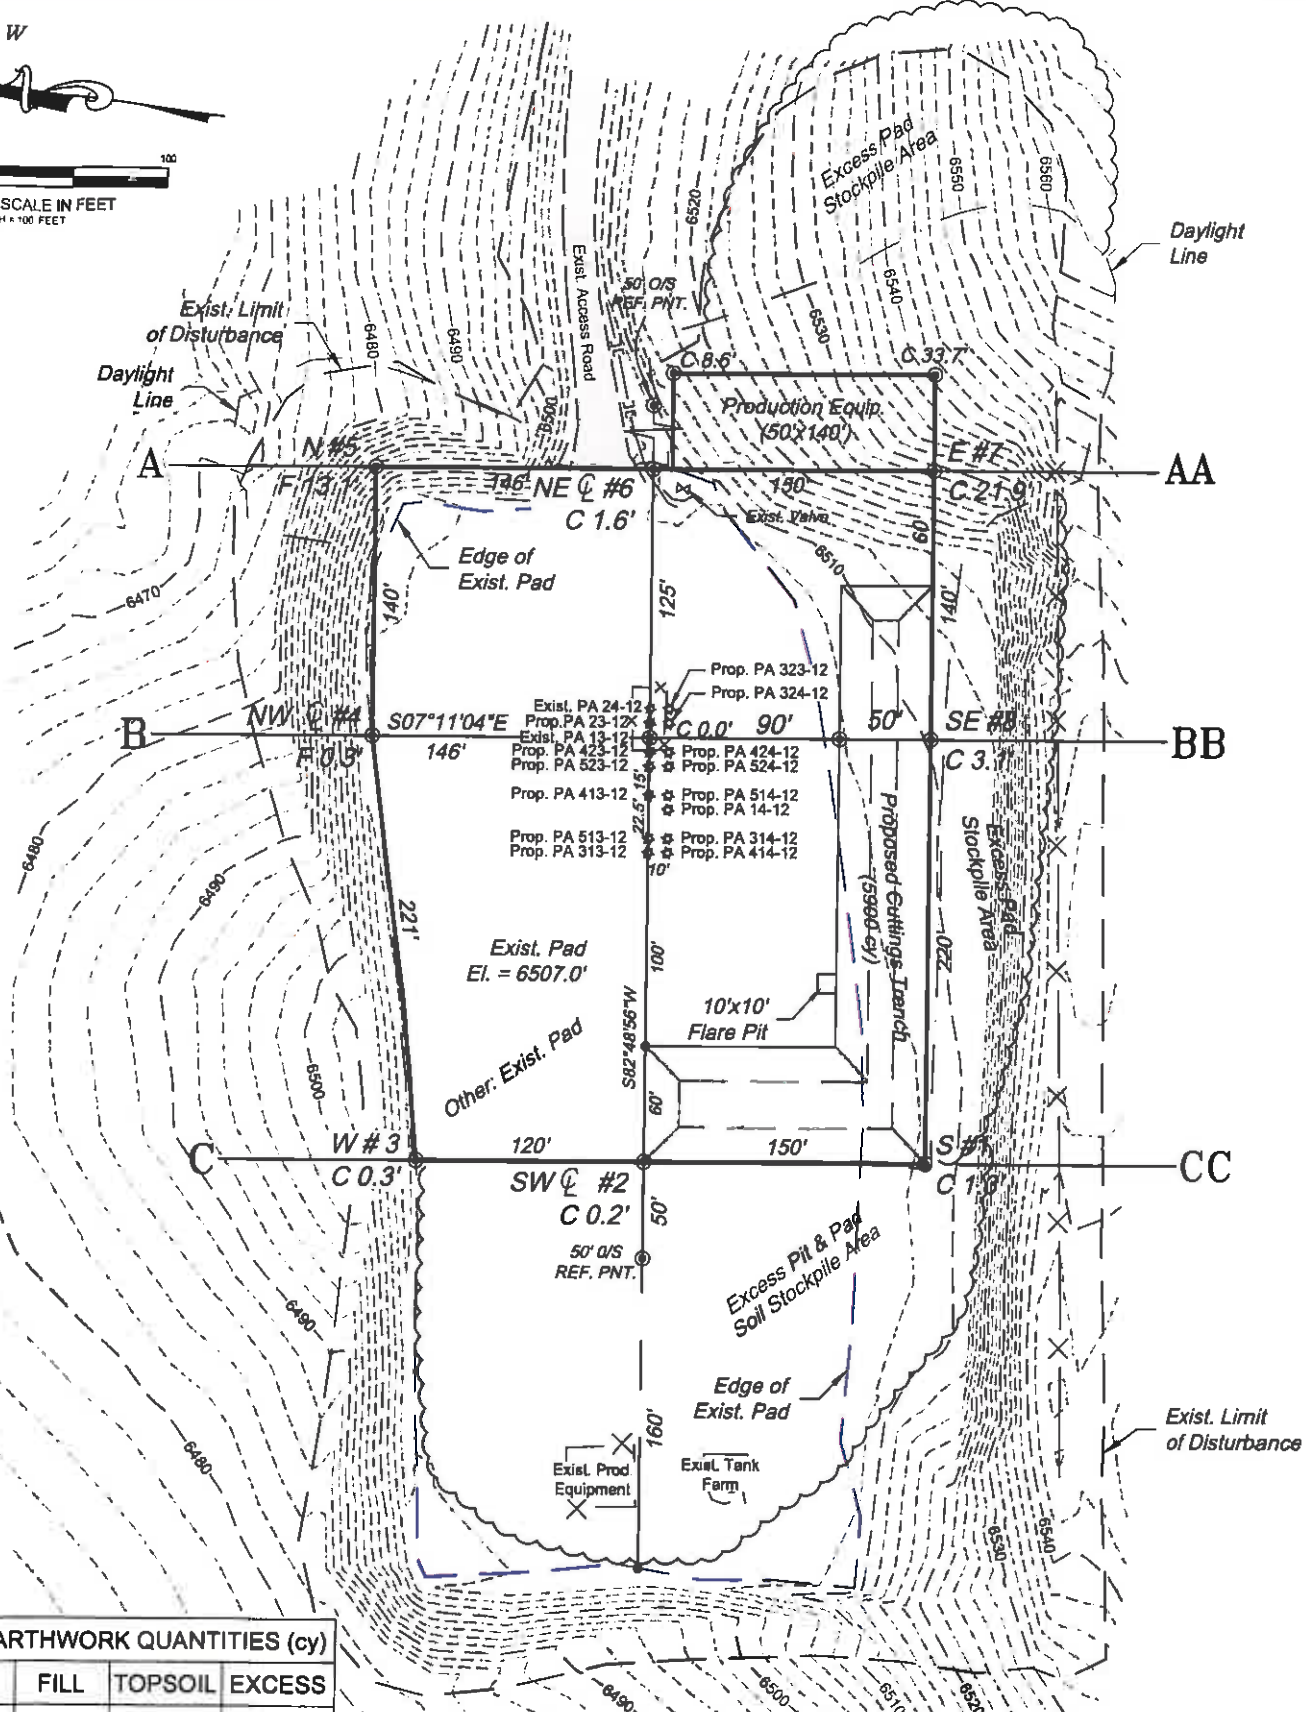 W
100
SCALE IN FEET
Excess Pad
Stockpile Area
6550
6560
6520
6540
6530
Daylight
Line
Exist. Access Road
50' O/S
REF. PNT.
Exist. Limit
of Disturbance
6480
6490
6500
Daylight
Line
C 8.6'
C 33.7'
Production Equip.
(50'x140')
A
N #5
146'
NE ℄ #6
C 1.6'
150'
E #7
C 21.9'
AA
Exist. Valve
60'
6510
Edge of
Exist. Pad
6470
140'
125'
140'
Prop. PA 323-12
Prop. PA 324-12
Exist. PA 24-12
Prop. PA 23-12
Exist. PA 13-12
Prop. PA 423-12
Prop. PA 523-12
Prop. PA 413-12
Prop. PA 513-12
Prop. PA 313-12
Prop. PA 424-12
Prop. PA 524-12
Prop. PA 514-12
Prop. PA 14-12
Prop. PA 314-12
Prop. PA 414-12
B
NW ℄ #4
F 0.3'
S07°11'04"E
146'
C 0.0'
90'
50'
BB
15'
22.5'
10'
6480
6490
221'
Exist. Pad
El. = 6507.0'
100'
S82°48'56"W
10'x10'
Flare Pit
Proposed Cuttings Trench
(5900 cy)
Excess Pad
Stockpile Area
220'
6500
Other: Exist. Pad
60'
C
W # 3
C 0.3'
120'
SW ℄ #2
C 0.2'
150'
S #1
CC
50'
50' O/S
REF. PNT.
Excess Pit & Pad
Soil Stockpile Area
6490
Edge of
Exist. Pad
Exist. Limit
of Disturbance
6480
160'
Exist. Prod
Equipment
Exist. Tank
Farm
6530
6540
ARTHWORK QUANTITIES (cy)
FILL TOPSOIL EXCESS
6490
6500
6510
6520